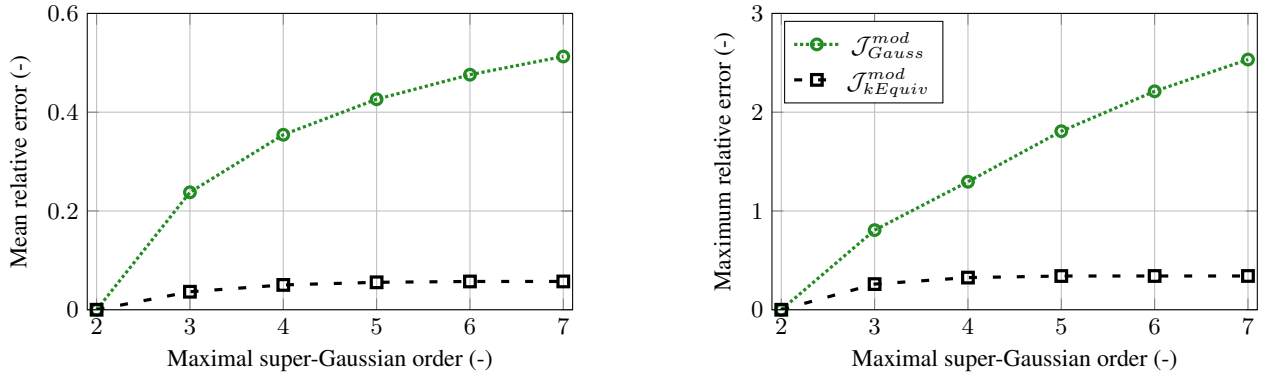 0.6
0.4
0.2
0
2 3 4 5 6 7
Mean relative error (-)
Maximal super-Gaussian order (-)
3
2
1
0
2 3 4 5 6 7
Maximum relative error (-)
Maximal super-Gaussian order (-)
$\mathcal{J}_{Gauss}^{mod}$
$\mathcal{J}_{kEquiv}^{mod}$